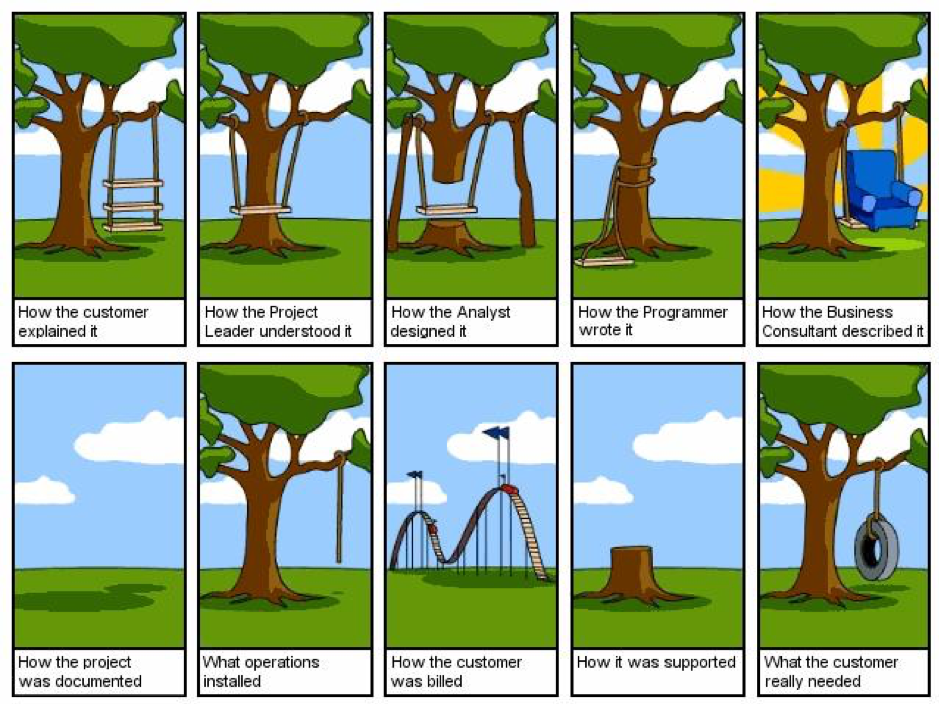 How the customer
explained it
How the Project
Leader understood it
How the Analyst
designed it
How the Programmer
wrote it
How the Business
Consultant described it
How the project
was documented
What operations
installed
How the customer
was billed
How it was supported
What the customer
really needed